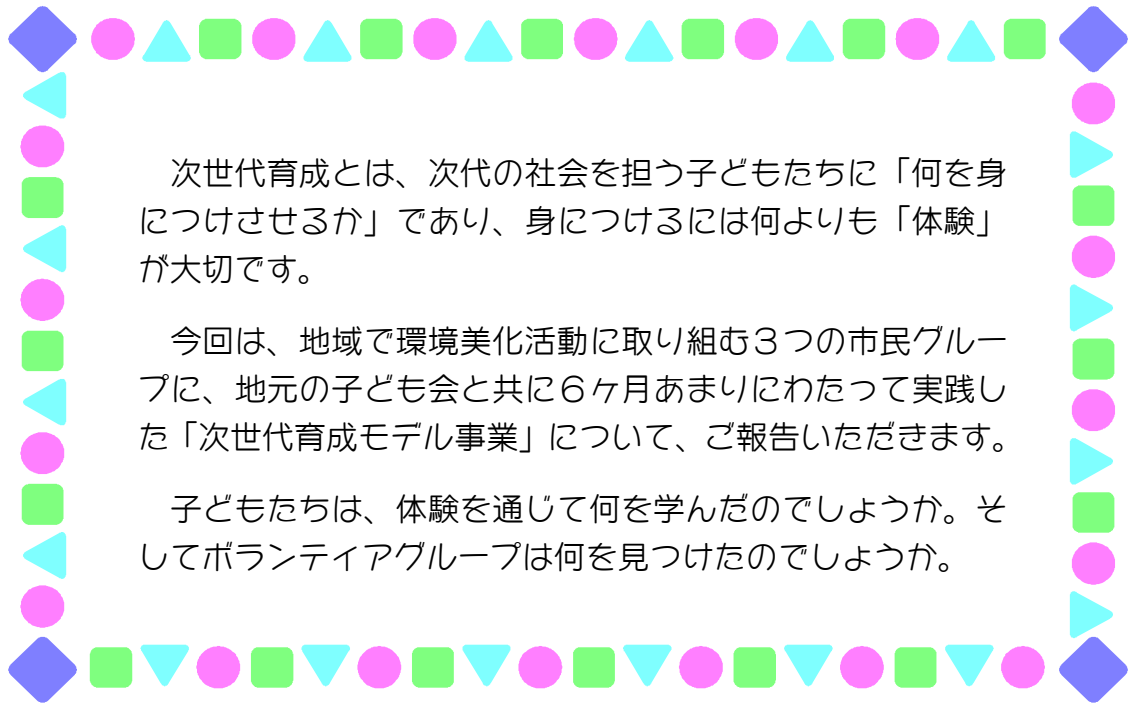 次世代育成とは、次代の社会を担う子どもたちに「何を身
につけさせるか」であり、身につけるには何よりも「体験」
が大切です。
　今回は、地域で環境美化活動に取り組む３つの市民グルー
プに、地元の子ども会と共に６ヶ月あまりにわたって実践し
た「次世代育成モデル事業」について、ご報告いただきます。
　子どもたちは、体験を通じて何を学んだのでしょうか。そ
してボランティアグループは何を見つけたのでしょうか。